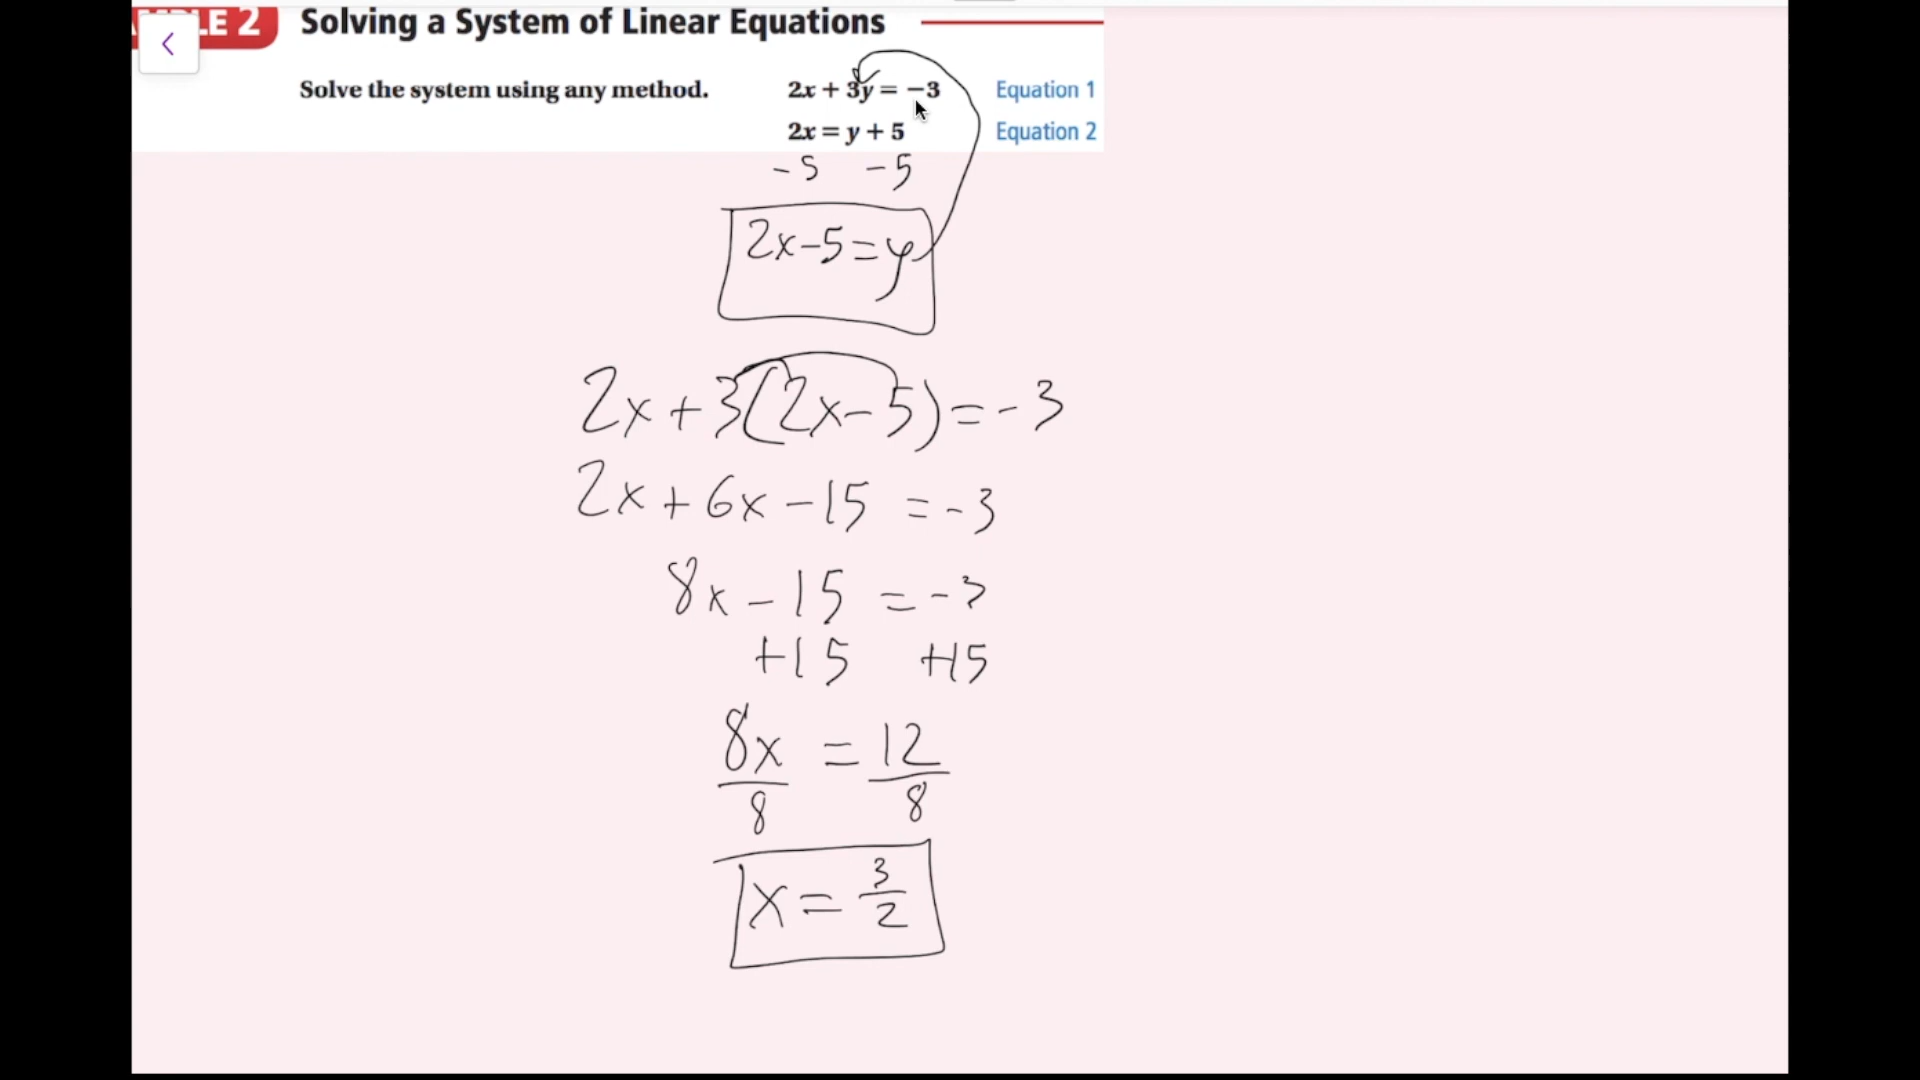 LE 2 Solving a System of Linear Equations
Solve the system using any method. 2x + 3y = −3 Equation 1
2x = y + 5 Equation 2
-5 -5
2x-5=y
2x+3(2x-5)=-3
2x+6x-15=-3
8x-15=-3
+15 +15
8x/8 = 12/8
x=3/2